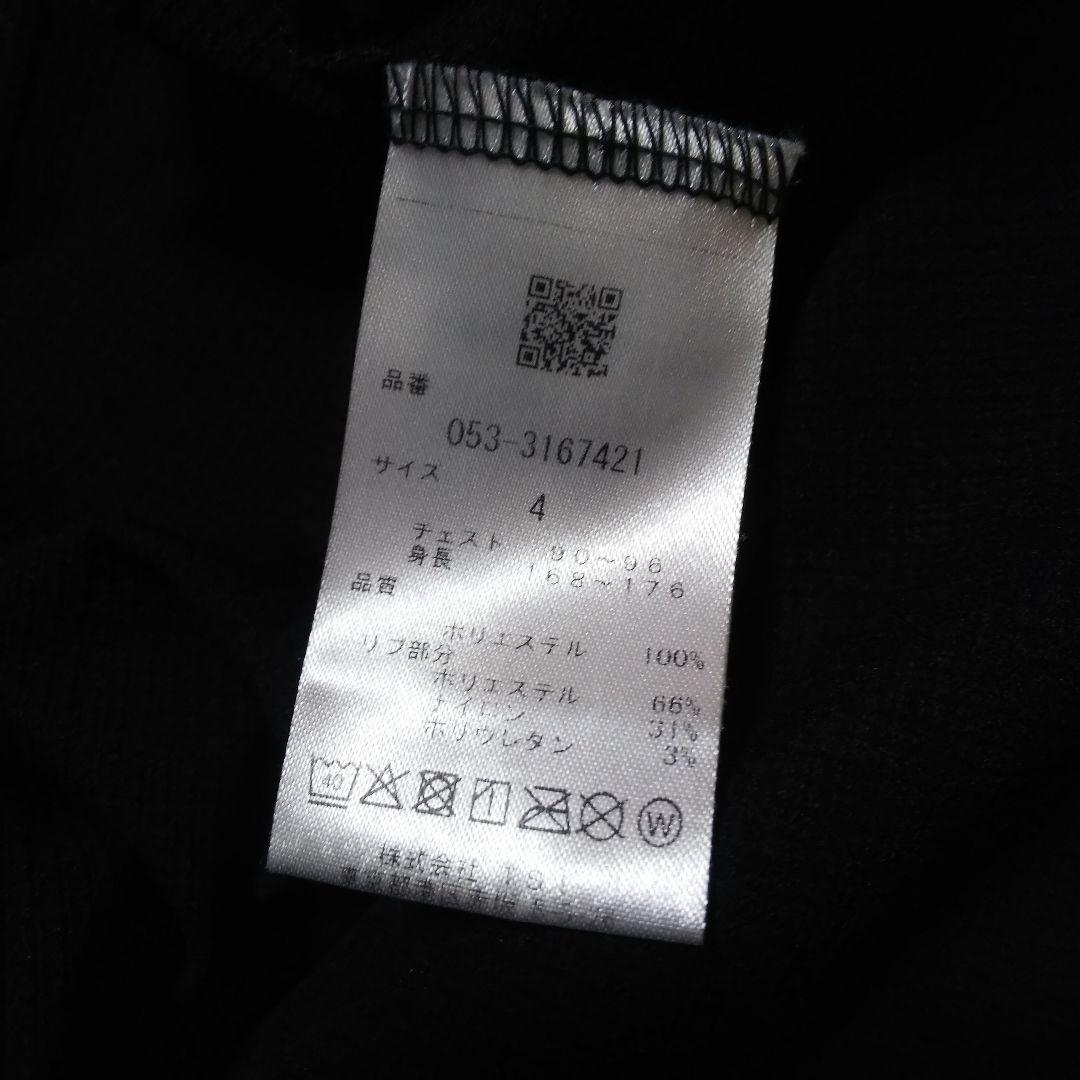 品番
053-3167421
サイズ
4
チェスト 90~96
身長 168~176
品質
ポリエステル 100%
リブ部分
ポリエステル 66%
ナイロン 31%
ポリウレタン 3%
40
W
株式会社